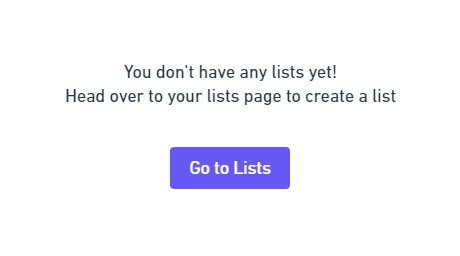 You don't have any lists yet!
Head over to your lists page to create a list
Go to Lists